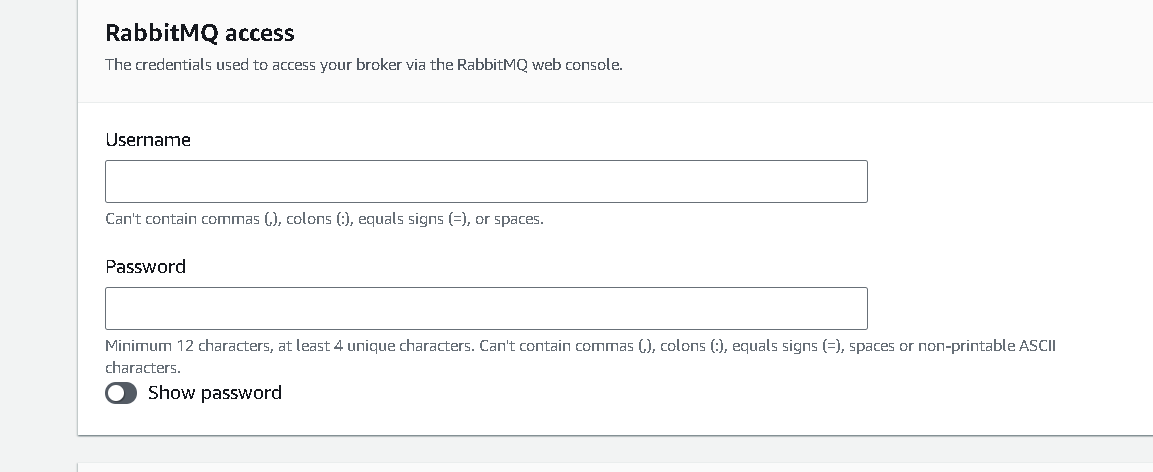 RabbitMQ access
The credentials used to access your broker via the RabbitMQ web console.
Username
Can't contain commas (,), colons (:), equals signs (=), or spaces.
Password
Minimum 12 characters, at least 4 unique characters. Can't contain commas (,), colons (:), equals signs (=), spaces or non-printable ASCII
characters.
Show password